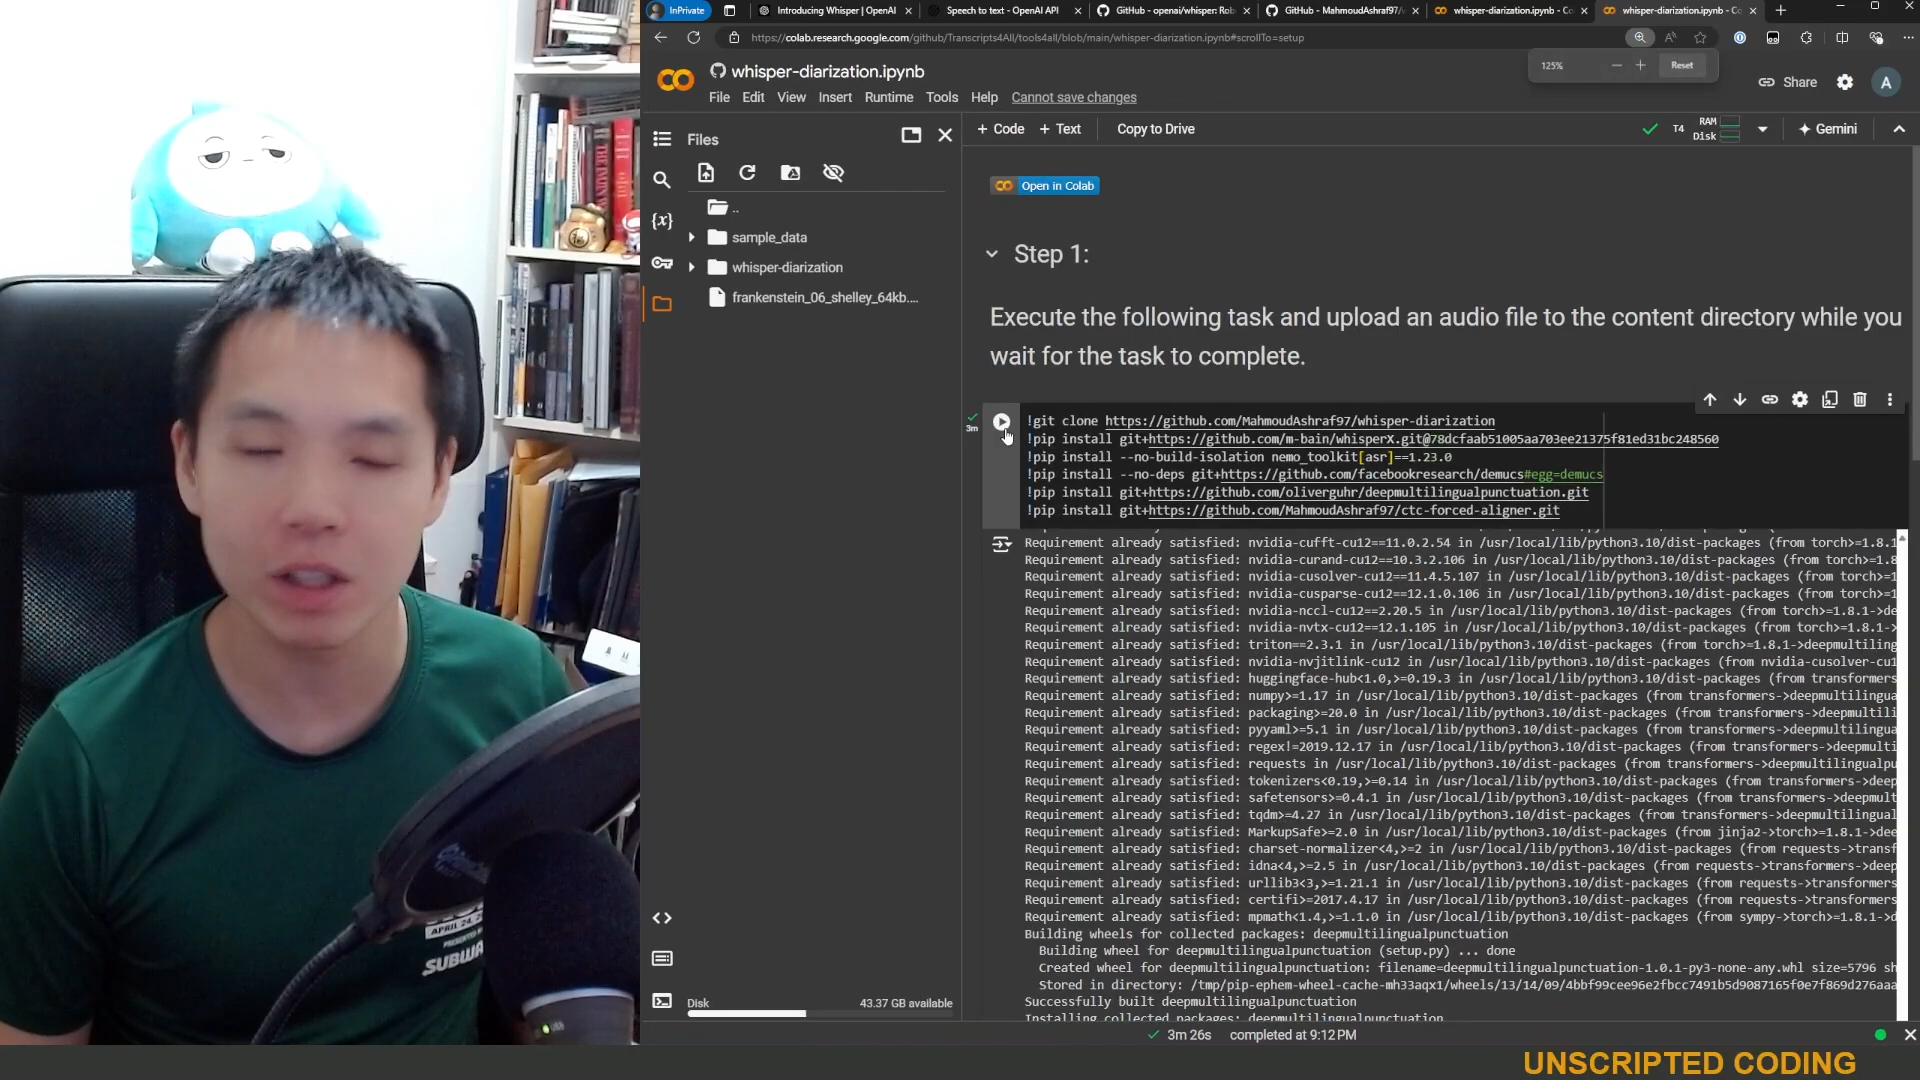 InPrivate
Introducing Whisper | OpenAI
Speech to text - OpenAI API
GitHub - openai/whisper: Rob
GitHub - MahmoudAshraf97/
whisper-diarization.ipynb - Co
whisper-diarization.ipynb - Co
https://colab.research.google.com/github/Transcripts4All/tools4all/blob/main/whisper-diarization.ipynb#scrollTo=setup
125%
Reset
whisper-diarization.ipynb
File Edit View Insert Runtime Tools Help Cannot save changes
Share
A
Files
+ Code + Text Copy to Drive
T4 RAM
Disk
Gemini
..
sample_data
whisper-diarization
frankenstein_06_shelley_64kb....
{x}
Open in Colab
Step 1:
Execute the following task and upload an audio file to the content directory while you
wait for the task to complete.
3m
!git clone https://github.com/MahmoudAshraf97/whisper-diarization
!pip install git+https://github.com/m-bain/whisperX.git@78dcfaab51005aa703ee21375f81ed31bc248560
!pip install --no-build-isolation nemo_toolkit[asr]==1.23.0
!pip install --no-deps git+https://github.com/facebookresearch/demucs#egg=demucs
!pip install git+https://github.com/oliverguhr/deepmultilingualpunctuation.git
!pip install git+https://github.com/MahmoudAshraf97/ctc-forced-aligner.git
Requirement already satisfied: nvidia-cufft-cu12==11.0.2.54 in /usr/local/lib/python3.10/dist-packages (from torch>=1.8.1
Requirement already satisfied: nvidia-curand-cu12==10.3.2.106 in /usr/local/lib/python3.10/dist-packages (from torch>=1.8
Requirement already satisfied: nvidia-cusolver-cu12==11.4.5.107 in /usr/local/lib/python3.10/dist-packages (from torch>=1
Requirement already satisfied: nvidia-cusparse-cu12==12.1.0.106 in /usr/local/lib/python3.10/dist-packages (from torch>=1
Requirement already satisfied: nvidia-nccl-cu12==2.20.5 in /usr/local/lib/python3.10/dist-packages (from torch>=1.8.1->de
Requirement already satisfied: nvidia-nvtx-cu12==12.1.105 in /usr/local/lib/python3.10/dist-packages (from torch>=1.8.1->
Requirement already satisfied: triton==2.3.1 in /usr/local/lib/python3.10/dist-packages (from torch>=1.8.1->deepmultiling
Requirement already satisfied: nvidia-nvjitlink-cu12 in /usr/local/lib/python3.10/dist-packages (from nvidia-cusolver-cu1
Requirement already satisfied: huggingface-hub<1.0,>=0.19.3 in /usr/local/lib/python3.10/dist-packages (from transformers
Requirement already satisfied: numpy>=1.17 in /usr/local/lib/python3.10/dist-packages (from transformers->deepmultilingua
Requirement already satisfied: packaging>=20.0 in /usr/local/lib/python3.10/dist-packages (from transformers->deepmultili
Requirement already satisfied: pyyaml>=5.1 in /usr/local/lib/python3.10/dist-packages (from transformers->deepmultilingua
Requirement already satisfied: regex!=2019.12.17 in /usr/local/lib/python3.10/dist-packages (from transformers->deepmulti
Requirement already satisfied: requests in /usr/local/lib/python3.10/dist-packages (from transformers->deepmultilingualpu
Requirement already satisfied: tokenizers<0.19,>=0.14 in /usr/local/lib/python3.10/dist-packages (from transformers->deep
Requirement already satisfied: safetensors>=0.4.1 in /usr/local/lib/python3.10/dist-packages (from transformers->deepmult
Requirement already satisfied: tqdm>=4.27 in /usr/local/lib/python3.10/dist-packages (from transformers->deepmultilingual
Requirement already satisfied: MarkupSafe>=2.0 in /usr/local/lib/python3.10/dist-packages (from jinja2->torch>=1.8.1->dee
Requirement already satisfied: charset-normalizer<4,>=2 in /usr/local/lib/python3.10/dist-packages (from requests->transf
Requirement already satisfied: idna<4,>=2.5 in /usr/local/lib/python3.10/dist-packages (from requests->transformers->deep
Requirement already satisfied: urllib3<3,>=1.21.1 in /usr/local/lib/python3.10/dist-packages (from requests->transformers
Requirement already satisfied: certifi>=2017.4.17 in /usr/local/lib/python3.10/dist-packages (from requests->transformers
Requirement already satisfied: mpmath<1.4,>=1.1.0 in /usr/local/lib/python3.10/dist-packages (from sympy->torch>=1.8.1->d
Building wheels for collected packages: deepmultilingualpunctuation
Building wheel for deepmultilingualpunctuation (setup.py) ... done
Created wheel for deepmultilingualpunctuation: filename=deepmultilingualpunctuation-1.0.1-py3-none-any.whl size=5796 sh
Stored in directory: /tmp/pip-ephem-wheel-cache-mh33aqx1/wheels/13/14/09/4bbf99cee96e2fbcc7491b5d9087165f0e7f869d276aaa
Successfully built deepmultilingualpunctuation
Installing collected packages: deepmultilingualpunctuation
Disk 43.37 GB available
3m 26s completed at 9:12 PM
APRIL 24,
PRESENTED
SUBWA
UNSCRIPTED CODING